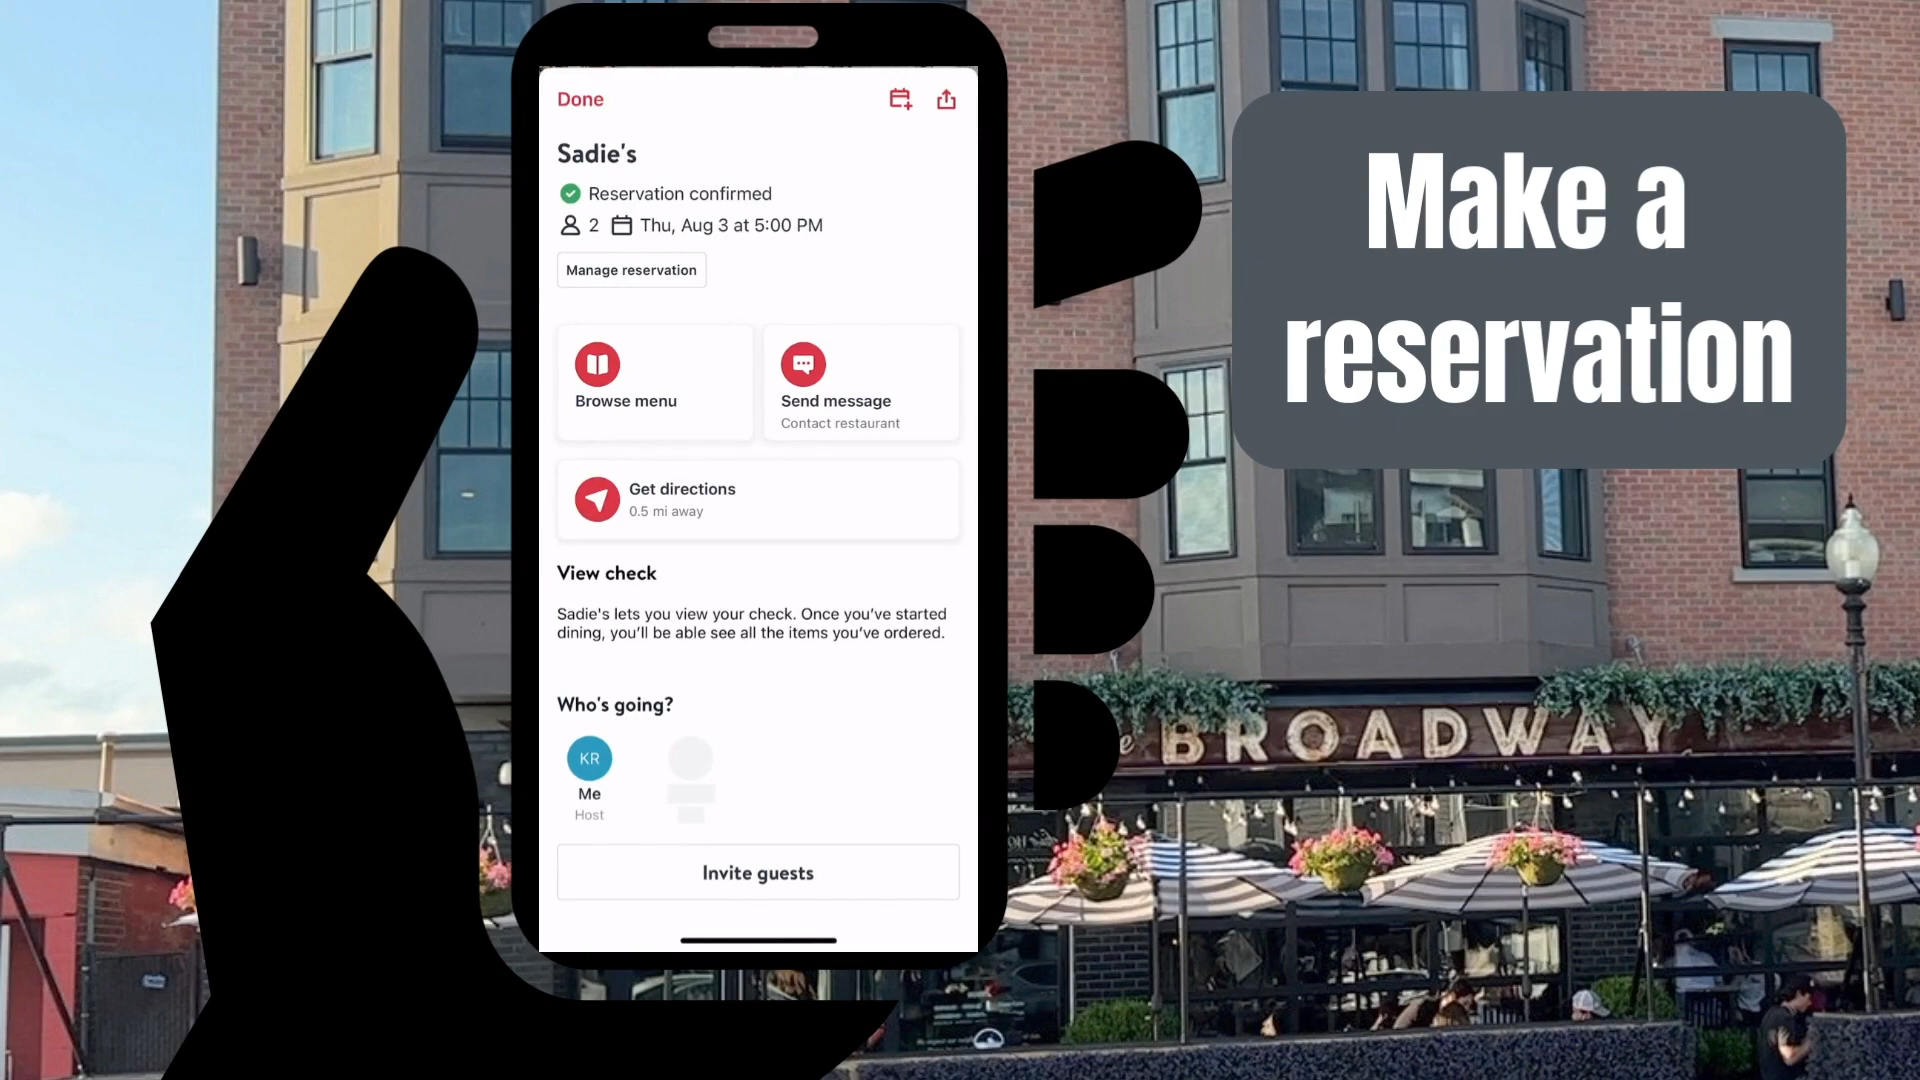 Done
Sadie's
Reservation confirmed
2 Thu, Aug 3 at 5:00 PM
Manage reservation
Browse menu
Send message
Contact restaurant
Get directions
0.5 mi away
View check
Sadie's lets you view your check. Once you've started
dining, you'll be able see all the items you've ordered.
Who's going?
KR
Me
Host
Invite guests
Make a
reservation
BROADWAY